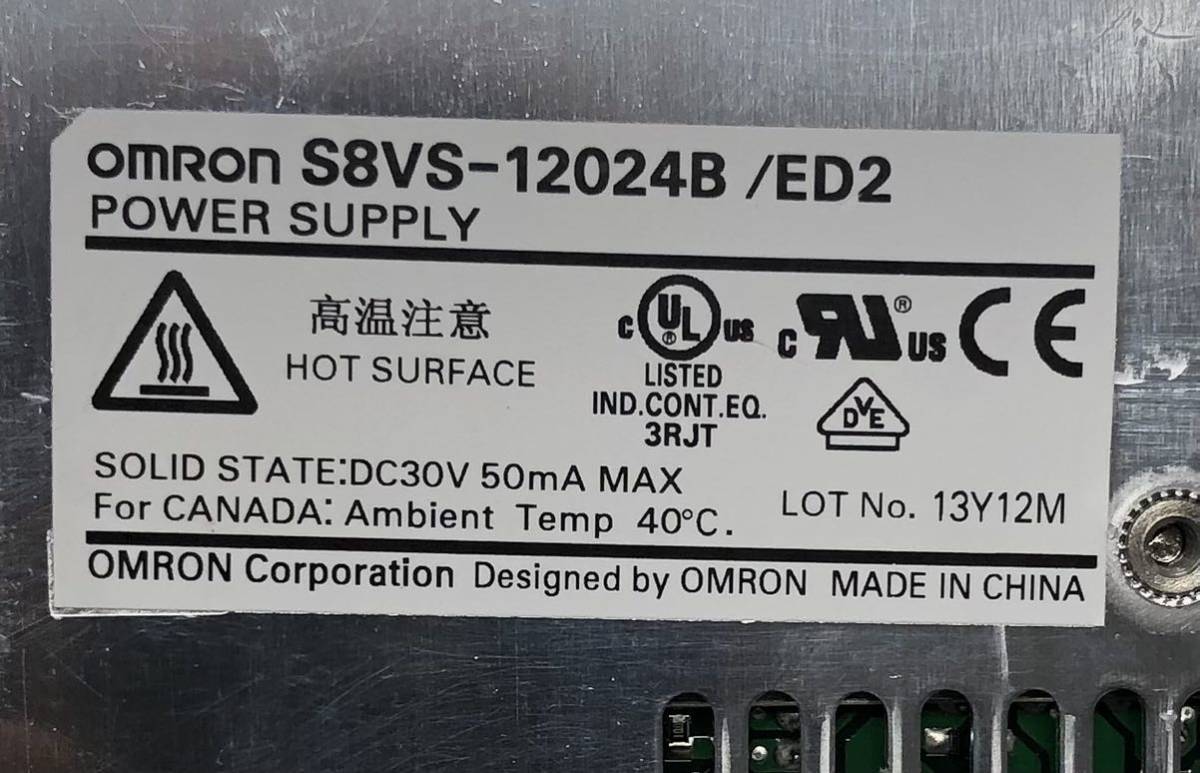 OMRON S8VS-12024B /ED2
POWER SUPPLY
高温注意
HOT SURFACE
C UL ® US
LISTED
IND.CONT.EQ.
3RJT
C RU ® US
CE
DVE
SOLID STATE:DC30V 50mA MAX
For CANADA: Ambient Temp 40°C.
LOT No. 13Y12M
OMRON Corporation Designed by OMRON MADE IN CHINA